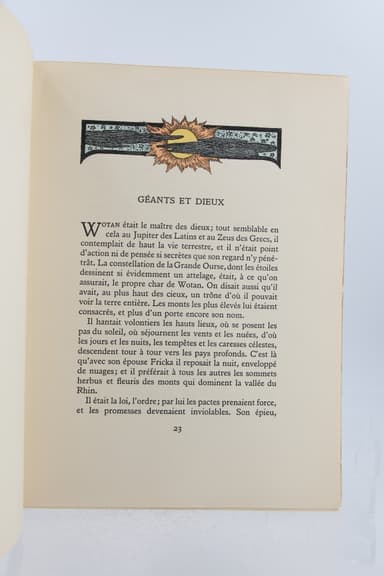 GÉANTS ET DIEUX
WOTAN était le maître des dieux; tout semblable en
cela au Jupiter des Latins et au Zeus des Grecs, il
contemplait de haut la vie terrestre, et il n'était point
d'action ni de pensée si secrètes que son regard n'y péné-
trât. La constellation de la Grande Ourse, dont les étoiles
dessinent si évidemment un attelage, était, à ce qu'on
assurait, le propre char de Wotan. On disait aussi qu'il
avait, au plus haut des cieux, un trône d'où il pouvait
voir la terre entière. Les monts les plus élevés lui étaient
consacrés, et plus d'un porte encore son nom.
Il hantait volontiers les hauts lieux, où se posent les
pas du soleil, où séjournent les vents et les nuées, d'où
les jours et les nuits, les tempêtes et les caresses célestes,
descendent tour à tour vers les pays profonds. C'est là
qu'avec son épouse Fricka il reposait la nuit, enveloppé
de nuages; et il préférait à tous les autres les sommets
herbus et fleuris des monts qui dominent la vallée du
Rhin.
Il était la loi, l'ordre; par lui les pactes prenaient force,
et les promesses devenaient inviolables. Son épieu,
23